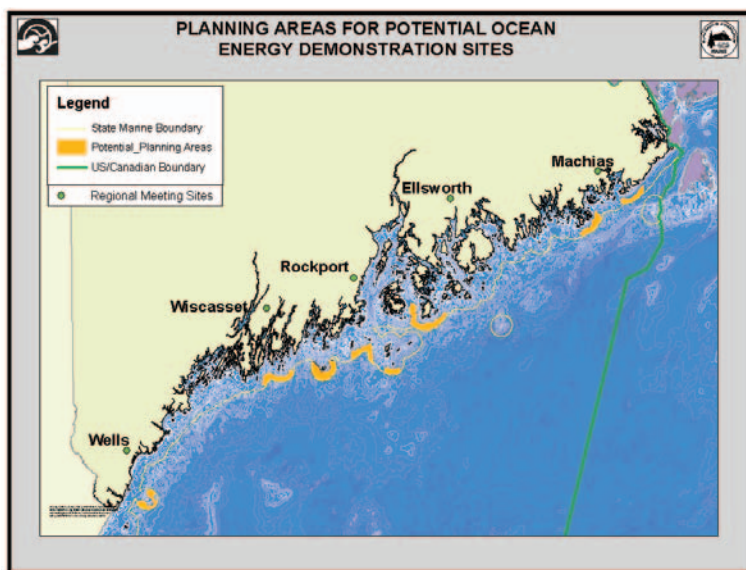 PLANNING AREAS FOR POTENTIAL OCEAN
ENERGY DEMONSTRATION SITES
Legend
State Marine Boundary
Potential_Planning Areas
US/Canadian Boundary
Regional Meeting Sites
Machias
Ellsworth
Rockport
Wiscasset
Wells